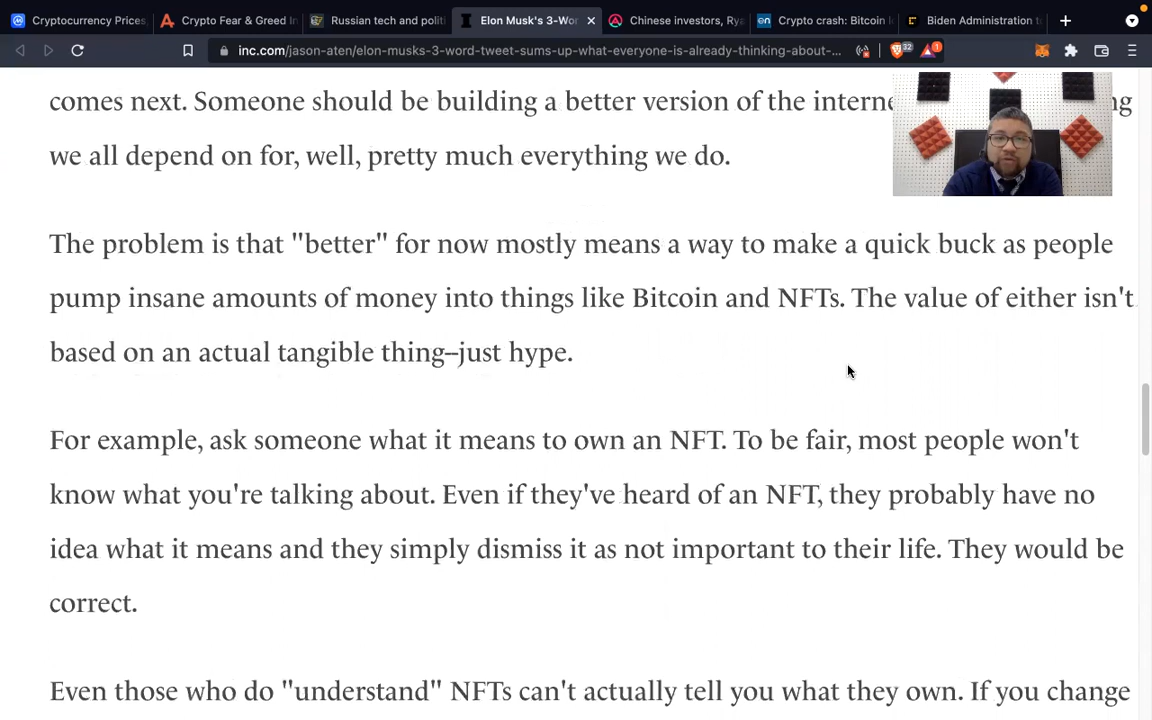 Cryptocurrency Prices,
Crypto Fear & Greed In
Russian tech and politi
Elon Musk's 3-Wor
Chinese investors, Rya
Crypto crash: Bitcoin l
Biden Administration t
inc.com/jason-aten/elon-musks-3-word-tweet-sums-up-what-everyone-is-already-thinking-about-...
32
1
comes next. Someone should be building a better version of the interne ng
we all depend on for, well, pretty much everything we do.
The problem is that "better" for now mostly means a way to make a quick buck as people
pump insane amounts of money into things like Bitcoin and NFTs. The value of either isn't
based on an actual tangible thing--just hype.
For example, ask someone what it means to own an NFT. To be fair, most people won't
know what you're talking about. Even if they've heard of an NFT, they probably have no
idea what it means and they simply dismiss it as not important to their life. They would be
correct.
Even those who do "understand" NFTs can't actually tell you what they own. If you change